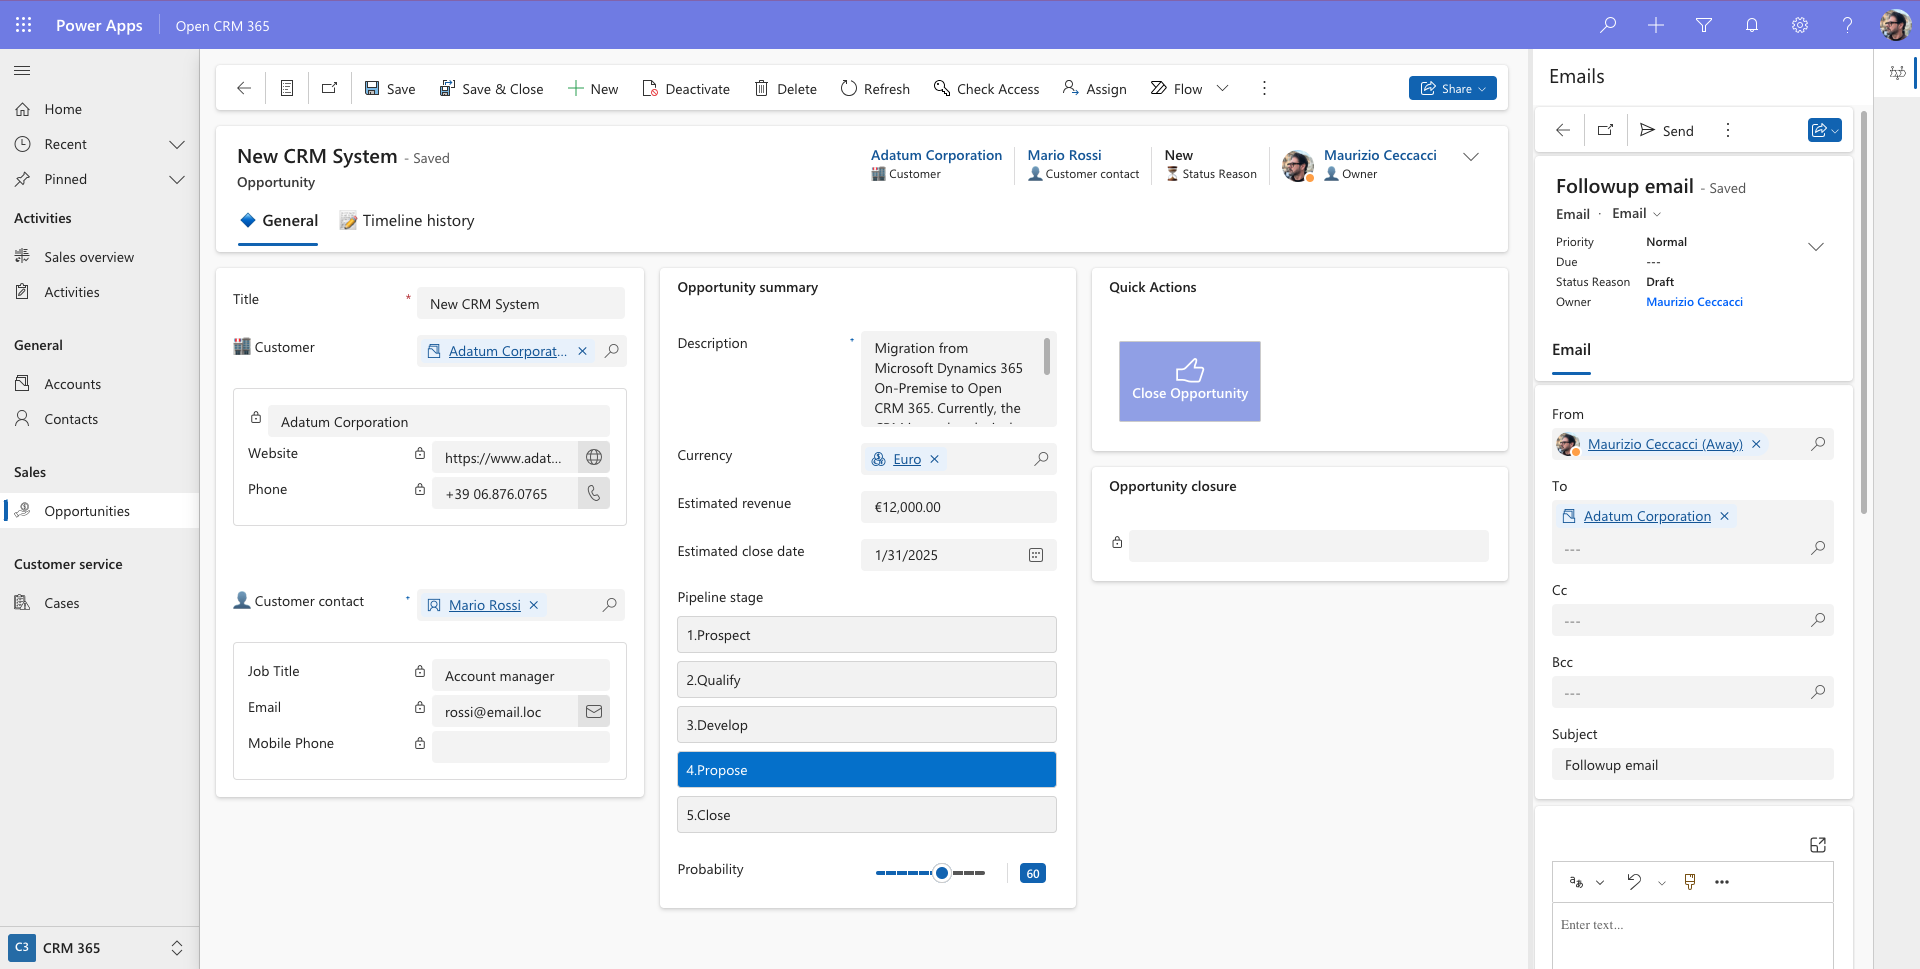 Power Apps
Open CRM 365
Home
Recent
Pinned
Activities
Sales overview
Activities
General
Accounts
Contacts
Sales
Opportunities
Customer service
Cases
C3 CRM 365
Save
Save & Close
New
Deactivate
Delete
Refresh
Check Access
Assign
Flow
Share
New CRM System - Saved
Opportunity
Adatum Corporation
Customer
Mario Rossi
Customer contact
New
Status Reason
Maurizio Ceccacci
Owner
General
Timeline history
Title * New CRM System
Customer Adatum Corporat...
Adatum Corporation
Website https://www.adat...
Phone +39 06.876.0765
Customer contact * Mario Rossi
Job Title Account manager
Email rossi@email.loc
Mobile Phone
Opportunity summary
Description *
Migration from
Microsoft Dynamics 365
On-Premise to Open
CRM 365. Currently, the
Currency Euro
Estimated revenue €12,000.00
Estimated close date 1/31/2025
Pipeline stage
1.Prospect
2.Qualify
3.Develop
4.Propose
5.Close
Probability 60
Quick Actions
Close Opportunity
Opportunity closure
Emails
Send
Followup email - Saved
Email · Email
Priority Normal
Due ---
Status Reason Draft
Owner Maurizio Ceccacci
Email
From
Maurizio Ceccacci (Away)
To
Adatum Corporation
---
Cc
---
Bcc
---
Subject
Followup email
Enter text...